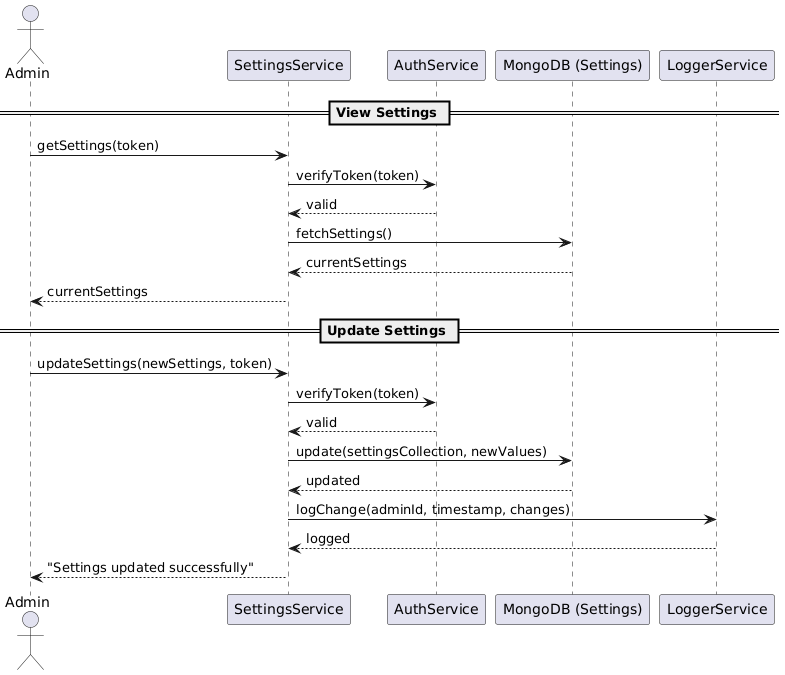 Admin
SettingsService
AuthService
MongoDB (Settings)
LoggerService
View Settings
getSettings(token)
verifyToken(token)
valid
fetchSettings()
currentSettings
currentSettings
Update Settings
updateSettings(newSettings, token)
verifyToken(token)
valid
update(settingsCollection, newValues)
updated
logChange(adminId, timestamp, changes)
logged
"Settings updated successfully"
Admin
SettingsService
AuthService
MongoDB (Settings)
LoggerService